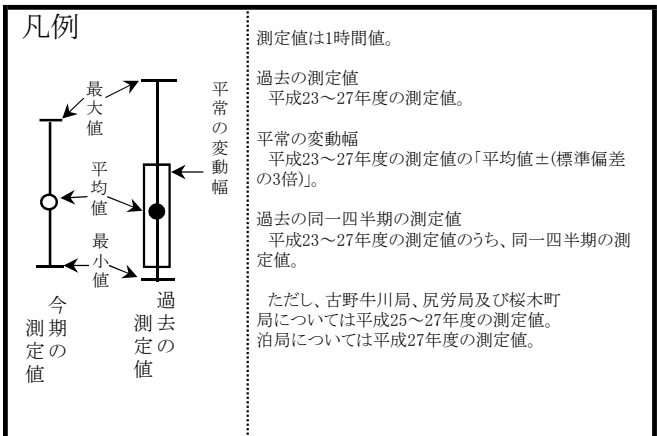 凡例
最大値
平均値
最小値
平常の変動幅
今期の
測定値
過去の
測定値
測定値は1時間値。
過去の測定値
平成23～27年度の測定値。
平常の変動幅
平成23～27年度の測定値の「平均値±(標準偏差
の3倍)」。
過去の同一四半期の測定値
平成23～27年度の測定値のうち、同一四半期の測
定値。
ただし、古野牛川局、尻労局及び桜木町
局については平成25～27年度の測定値。
泊局については平成27年度の測定値。